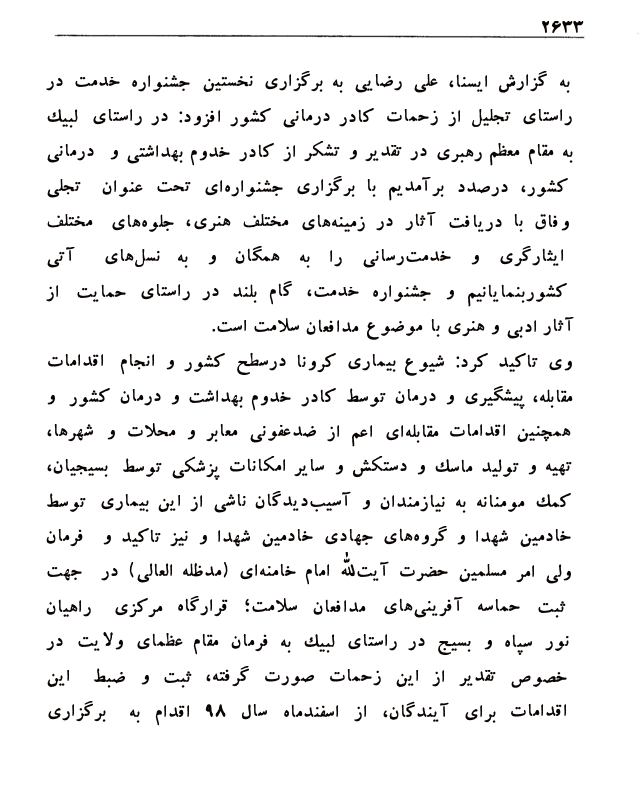 ۲۶۳۳
به گزارش ایسنا، علی رضایی به برگزاری نخستین جشنواره خدمت در
راستای تجلیل از زحمات کادر درمانی کشور افزود: در راستای لبیك
به مقام معظم رهبری در تقدیر و تشکر از کادر خدوم بهداشتی و درمانی
کشور، درصدد برآمدیم با برگزاری جشنواره‌ای تحت عنوان تجلی
وفاق با دریافت آثار در زمینه‌های مختلف هنری، جلوه‌های مختلف
ایثارگری و خدمت‌رسانی را به همگان و به نسل‌های آتی
کشوربنمایانیم و جشنواره خدمت، گام بلند در راستای حمایت از
آثار ادبی و هنری با موضوع مدافعان سلامت است.
وی تاکید کرد: شیوع بیماری کرونا درسطح کشور و انجام اقدامات
مقابله، پیشگیری و درمان توسط کادر خدوم بهداشت و درمان کشور و
همچنین اقدامات مقابله‌ای اعم از ضدعفونی معابر و محلات و شهرها،
تهیه و تولید ماسك و دستکش و سایر امکانات پزشکی توسط بسیجیان،
کمك مومنانه به نیازمندان و آسیب‌دیدگان ناشی از این بیماری توسط
خادمین شهدا و گروه‌های جهادی خادمین شهدا و نیز تاکید و فرمان
ولی امر مسلمین حضرت آیت‌الله امام خامنه‌ای (مدظله العالی) در جهت
ثبت حماسه آفرینی‌های مدافعان سلامت؛ قرارگاه مرکزی راهیان
نور سپاه و بسیج در راستای لبیك به فرمان مقام عظمای ولایت در
خصوص تقدیر از این زحمات صورت گرفته، ثبت و ضبط این
اقدامات برای آیندگان، از اسفندماه سال ۹۸ اقدام به برگزاری